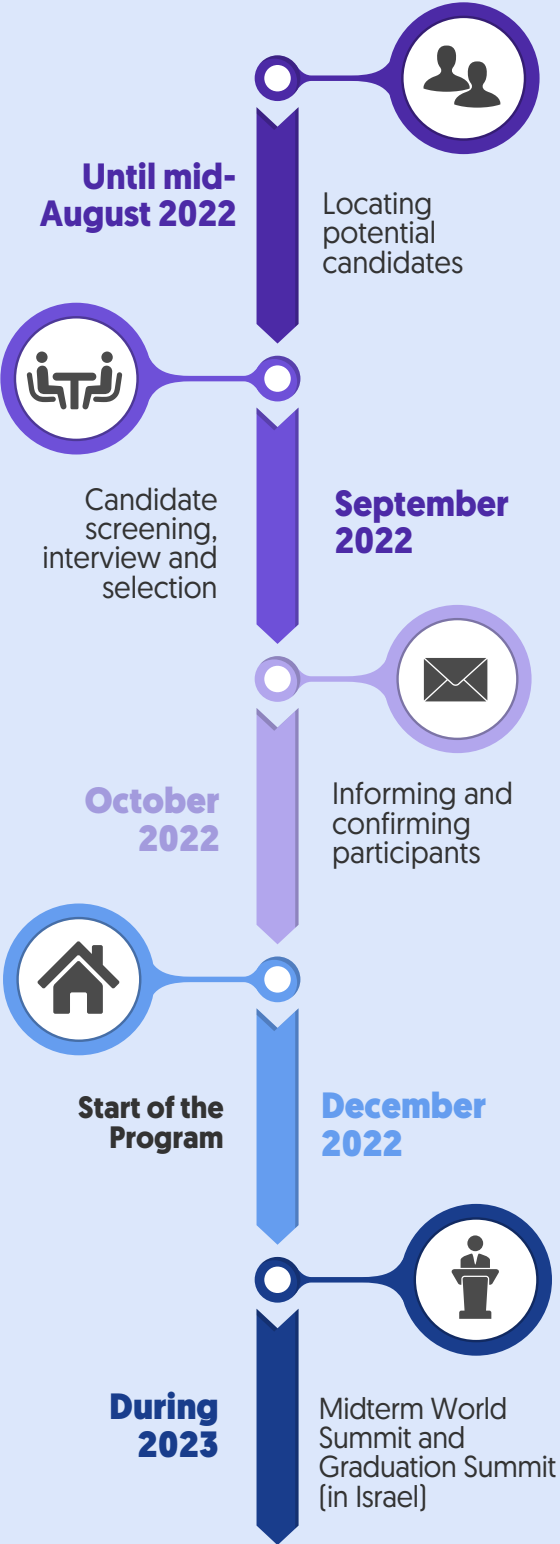 Until mid-
August 2022
Locating
potential
candidates
Candidate
screening,
interview and
selection
September
2022
October
2022
Informing and
confirming
participants
Start of the
Program
December
2022
During
2023
Midterm World
Summit and
Graduation Summit
(in Israel)